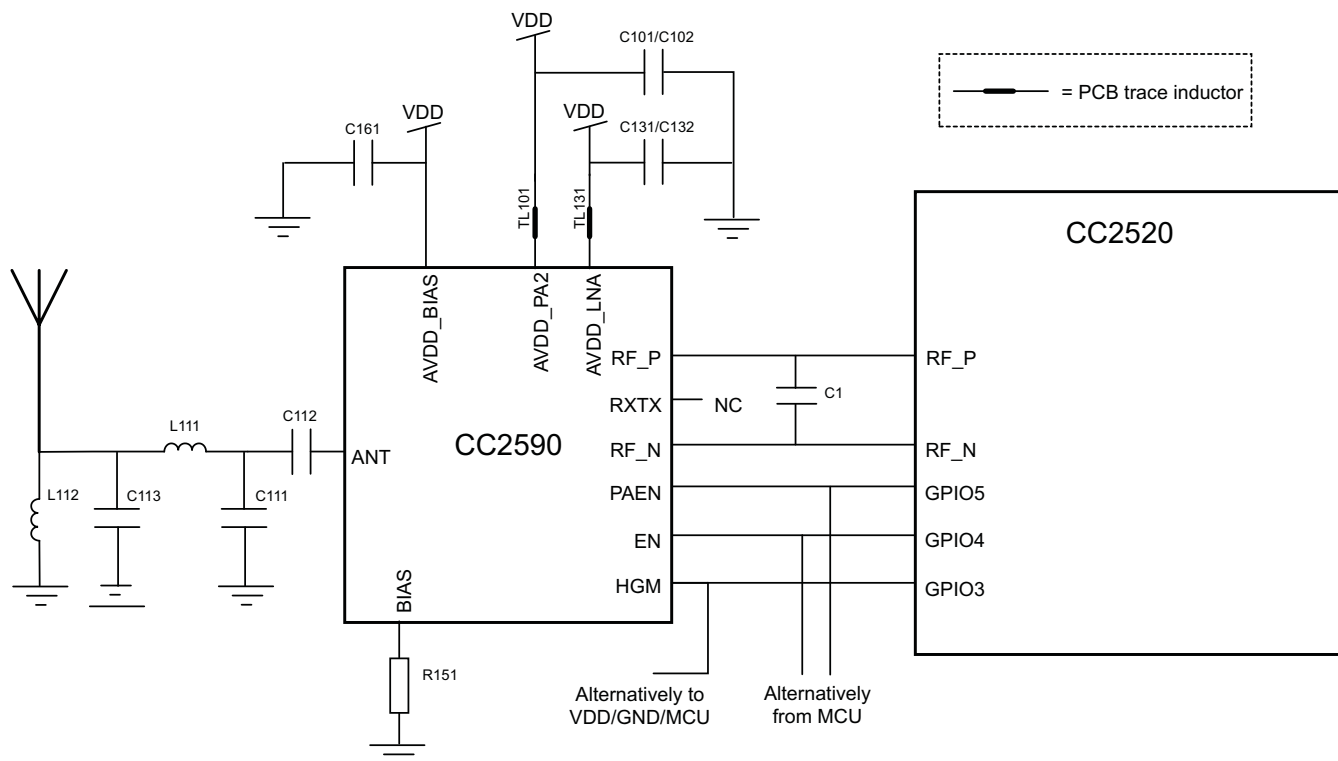 VDD
C101/C102
= PCB trace inductor
VDD
VDD
C161
C131/C132
TL101
TL131
CC2520
AVDD_BIAS
AVDD_PA2
AVDD_LNA
RF_P
RF_P
C1
RXTX
NC
C112
L111
CC2590
ANT
RF_N
RF_N
L112
C113
C111
PAEN
GPIO5
EN
GPIO4
HGM
GPIO3
BIAS
R151
Alternatively to
VDD/GND/MCU
Alternatively
from MCU